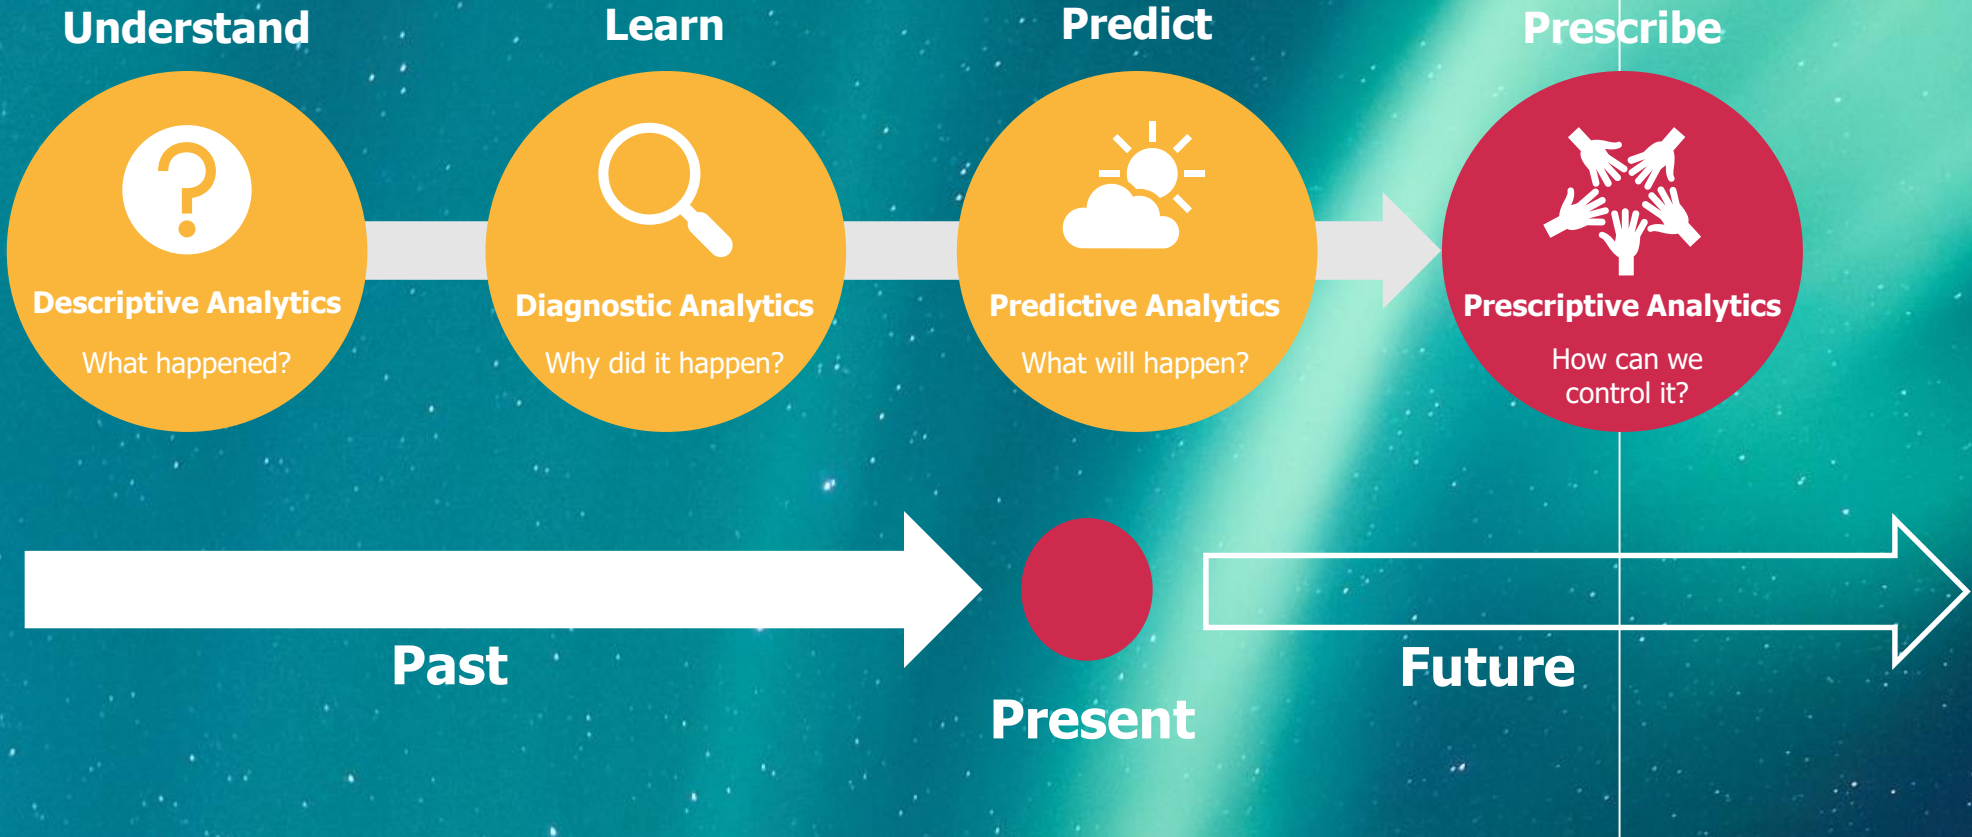 Understand
Learn
Predict
Prescribe
?
Descriptive Analytics
What happened?
Diagnostic Analytics
Why did it happen?
Predictive Analytics
What will happen?
Prescriptive Analytics
How can we
control it?
Past
Present
Future